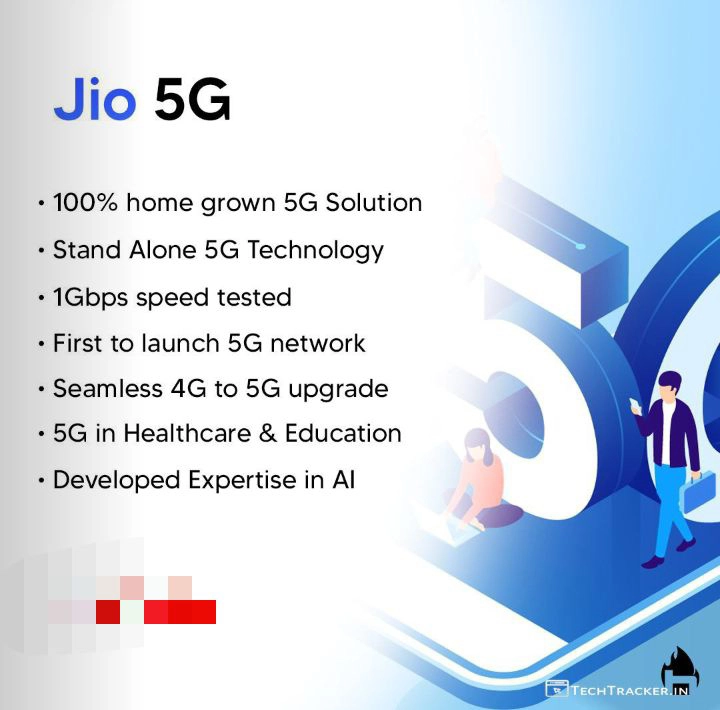 Jio 5G
• 100% home grown 5G Solution
• Stand Alone 5G Technology
• 1Gbps speed tested
• First to launch 5G network
• Seamless 4G to 5G upgrade
• 5G in Healthcare & Education
• Developed Expertise in AI
TECHTRACKER.IN